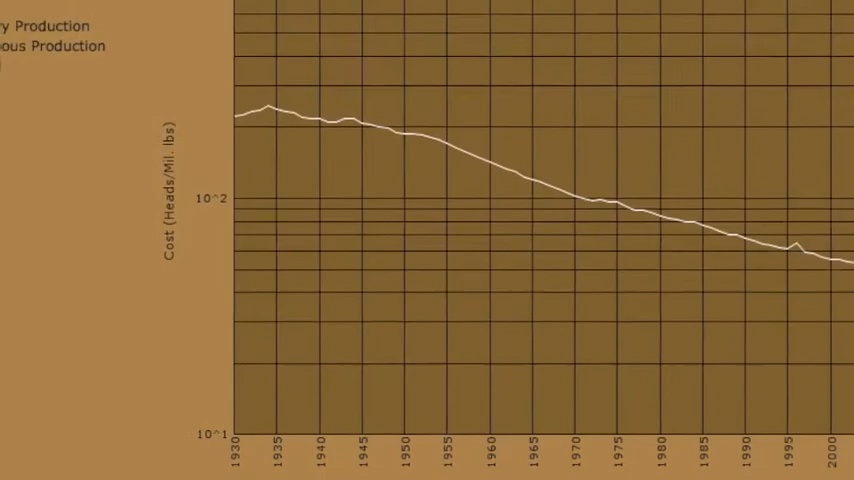 Production
Production
Cost (Heads/Mil. lbs)
10^2
10^1
1930 1935 1940 1945 1950 1955 1960 1965 1970 1975 1980 1985 1990 1995 2000